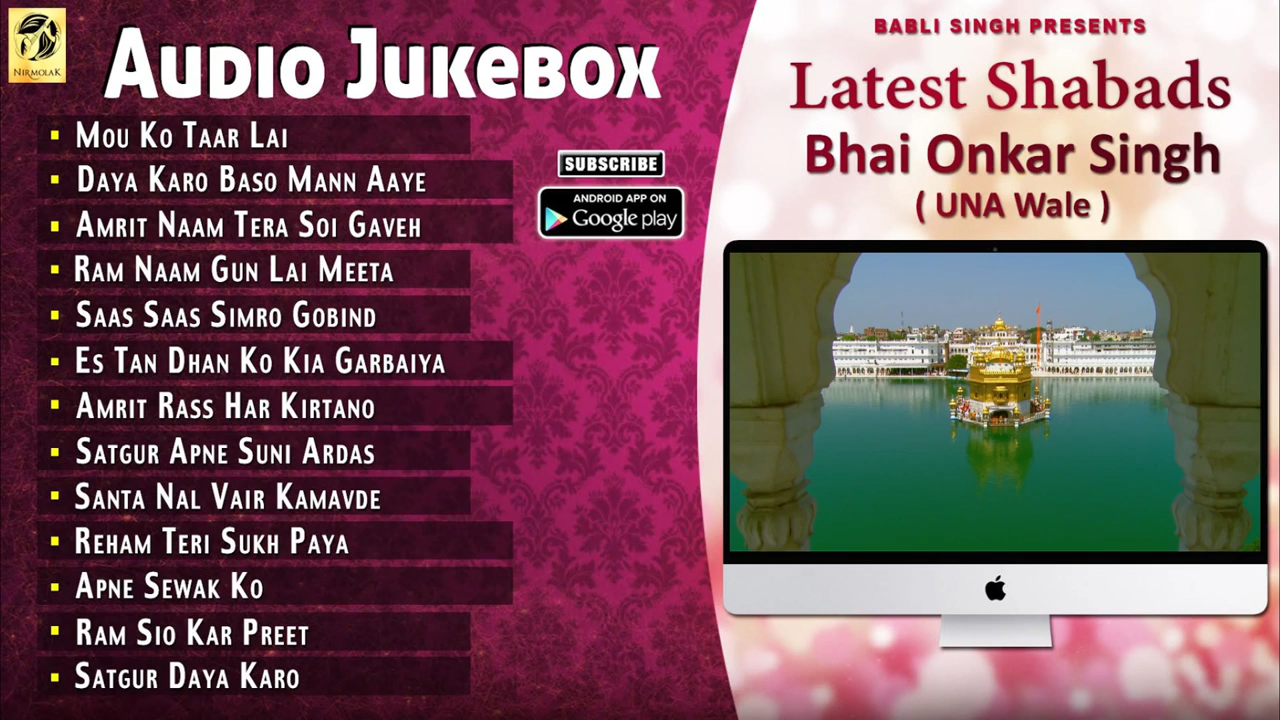 NIRMOLAK
AUDIO JUKEBOX
MOU KO TAAR LAI
DAYA KARO BASO MANN AAYE
AMRIT NAAM TERA SOI GAVEH
RAM NAAM GUN LAI MEETA
SAAS SAAS SIMRO GOBIND
ES TAN DHAN KO KIA GARBAIYA
AMRIT RASS HAR KIRTANO
SATGUR APNE SUNI ARDAS
SANTA NAL VAIR KAMAVDE
REHAM TERI SUKH PAYA
APNE SEWAK KO
RAM SIO KAR PREET
SATGUR DAYA KARO
SUBSCRIBE
ANDROID APP ON
Google play
BABLI SINGH PRESENTS
Latest Shabads
Bhai Onkar Singh
( UNA Wale )